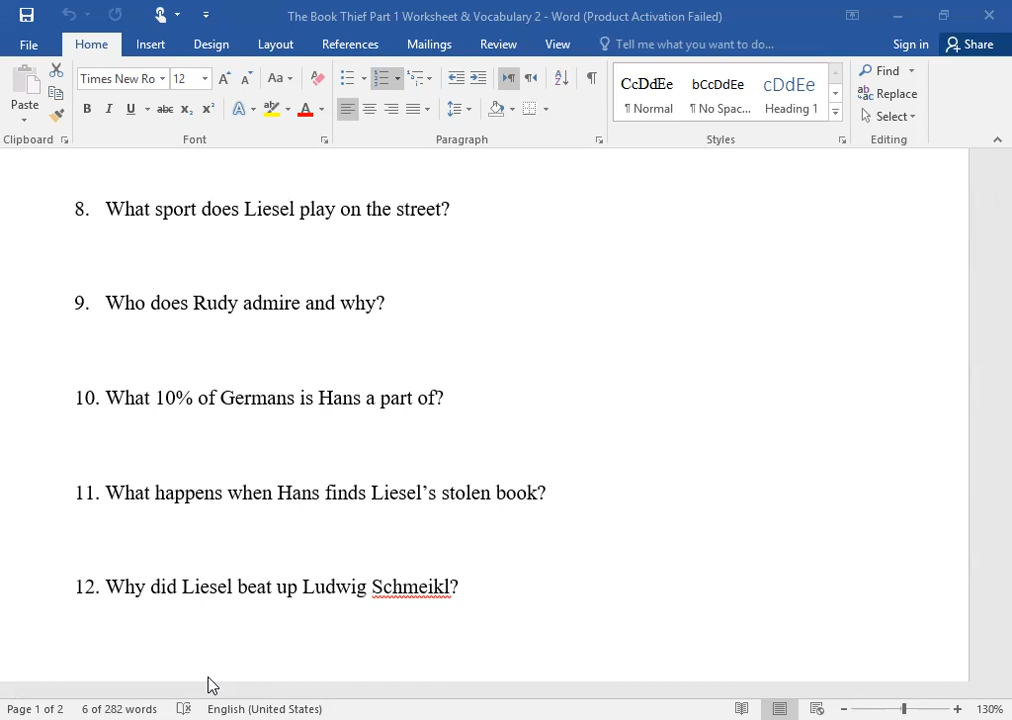 The Book Thief Part 1 Worksheet & Vocabulary 2 - Word (Product Activation Failed)
File Home Insert Design Layout References Mailings Review View Tell me what you want to do... Sign in Share
Paste Times New Ro 12 A A Aa CcDdEe bCcDdEe cDdEe Find
B I U abc X₂ X² A A ¶ Normal ¶ No Spac... Heading 1 Replace
Select
Clipboard Font Paragraph Styles Editing
8. What sport does Liesel play on the street?
9. Who does Rudy admire and why?
10. What 10% of Germans is Hans a part of?
11. What happens when Hans finds Liesel’s stolen book?
12. Why did Liesel beat up Ludwig Schmeikl?
Page 1 of 2 6 of 282 words English (United States) 130%